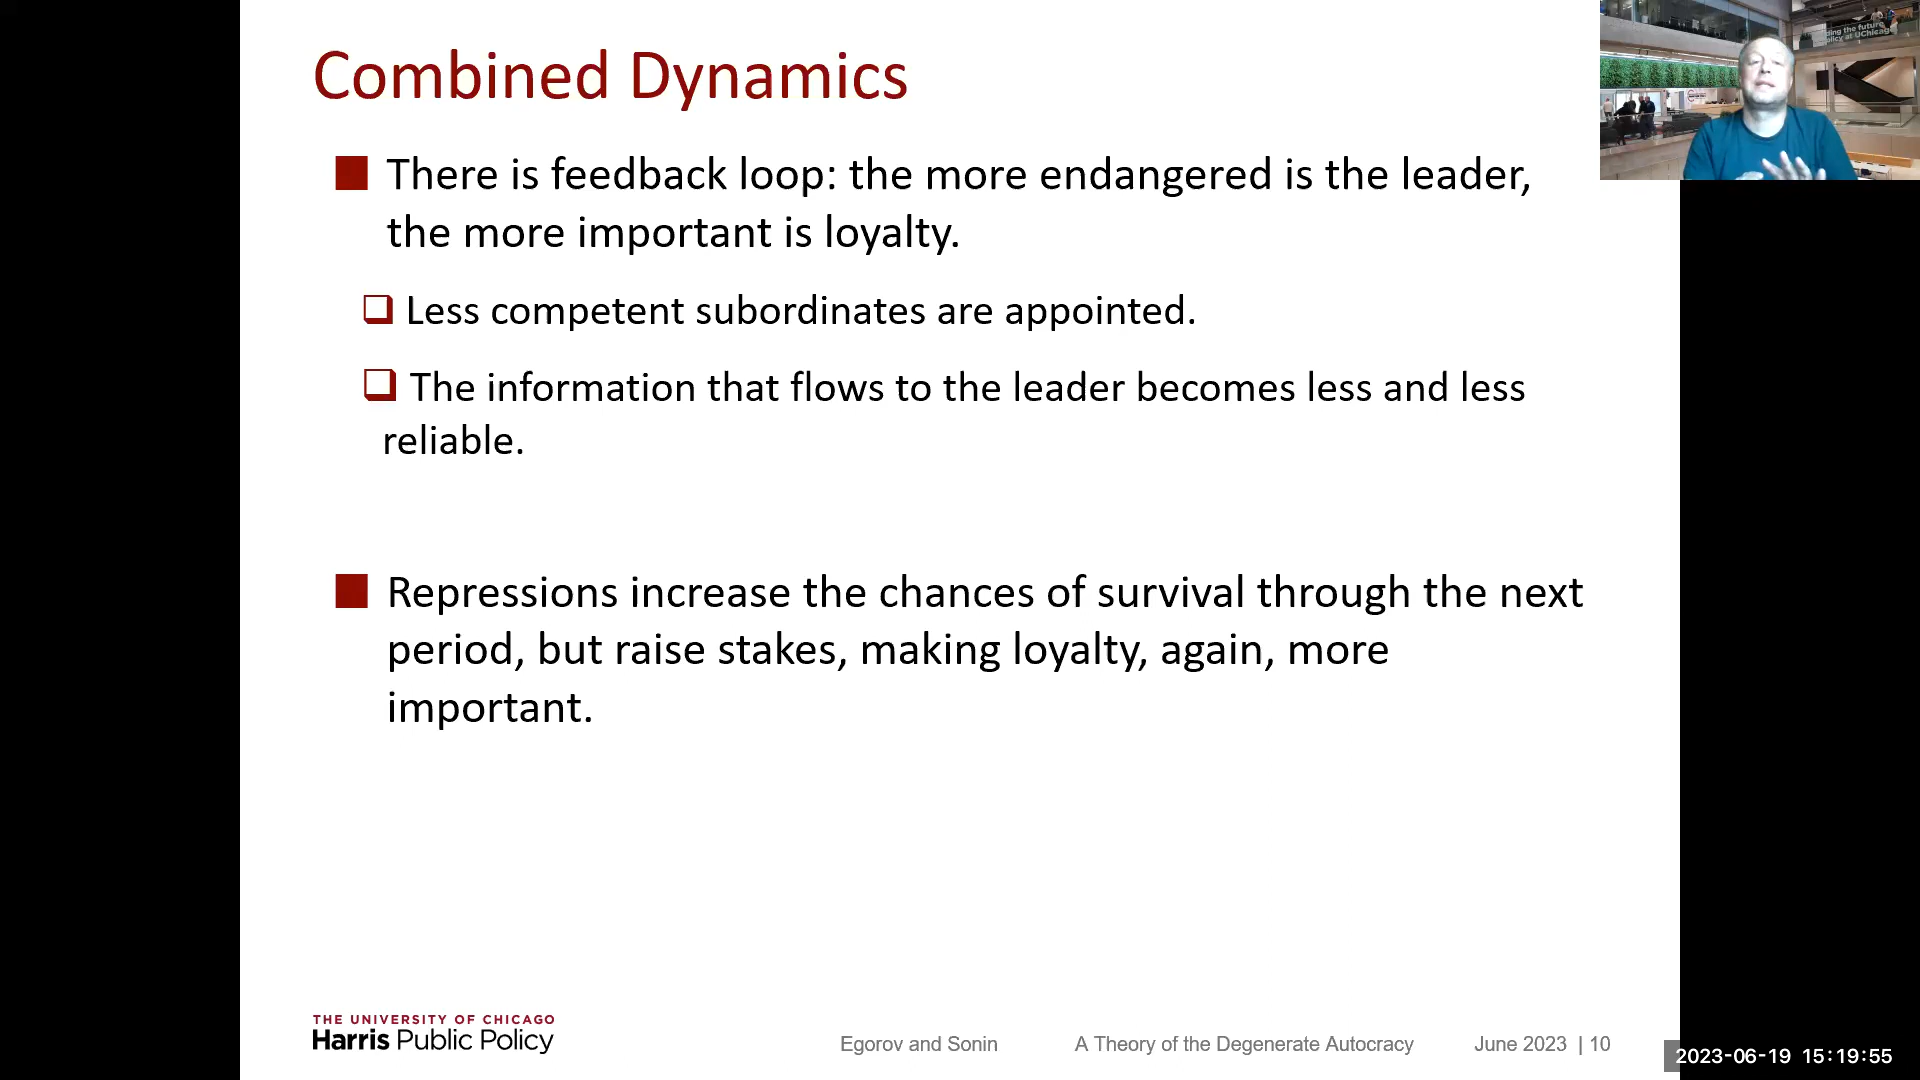 Combined Dynamics
There is feedback loop: the more endangered is the leader,
the more important is loyalty.
Less competent subordinates are appointed.
The information that flows to the leader becomes less and less
reliable.
Repressions increase the chances of survival through the next
period, but raise stakes, making loyalty, again, more
important.
THE UNIVERSITY OF CHICAGO
Harris Public Policy
Egorov and Sonin
A Theory of the Degenerate Autocracy
June 2023 | 10
2023-06-19 15:19:55
the future
at UChicago